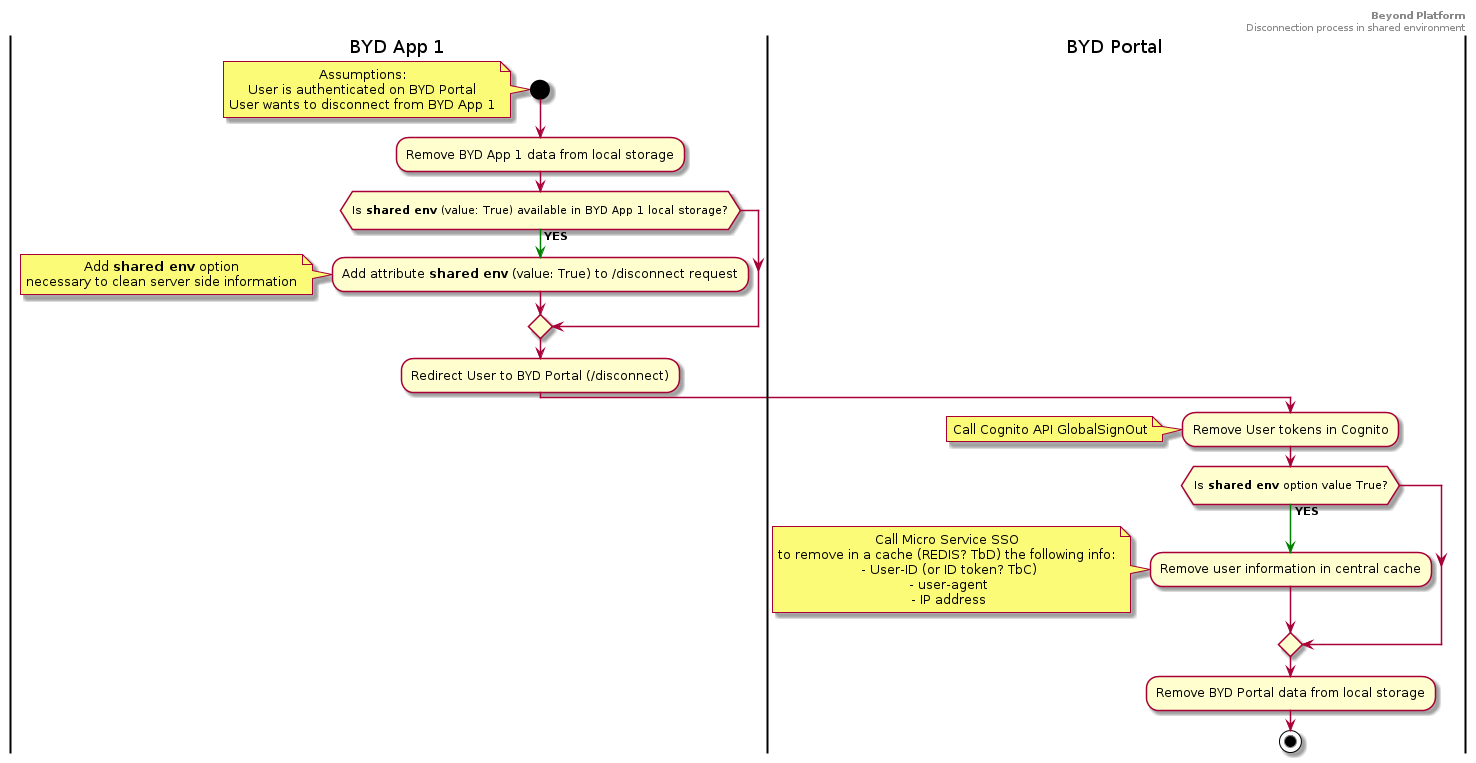 Beyond Platform
Disconnection process in shared environment
BYD App 1
BYD Portal
Assumptions:
User is authenticated on BYD Portal
User wants to disconnect from BYD App 1
Remove BYD App 1 data from local storage
Is shared env (value: True) available in BYD App 1 local storage?
YES
Add shared env option
necessary to clean server side information
Add attribute shared env (value: True) to /disconnect request
Redirect User to BYD Portal (/disconnect)
Call Cognito API GlobalSignOut
Remove User tokens in Cognito
Is shared env option value True?
YES
Call Micro Service SSO
to remove in a cache (REDIS? TbD) the following info:
- User-ID (or ID token? TbC)
- user-agent
- IP address
Remove user information in central cache
Remove BYD Portal data from local storage